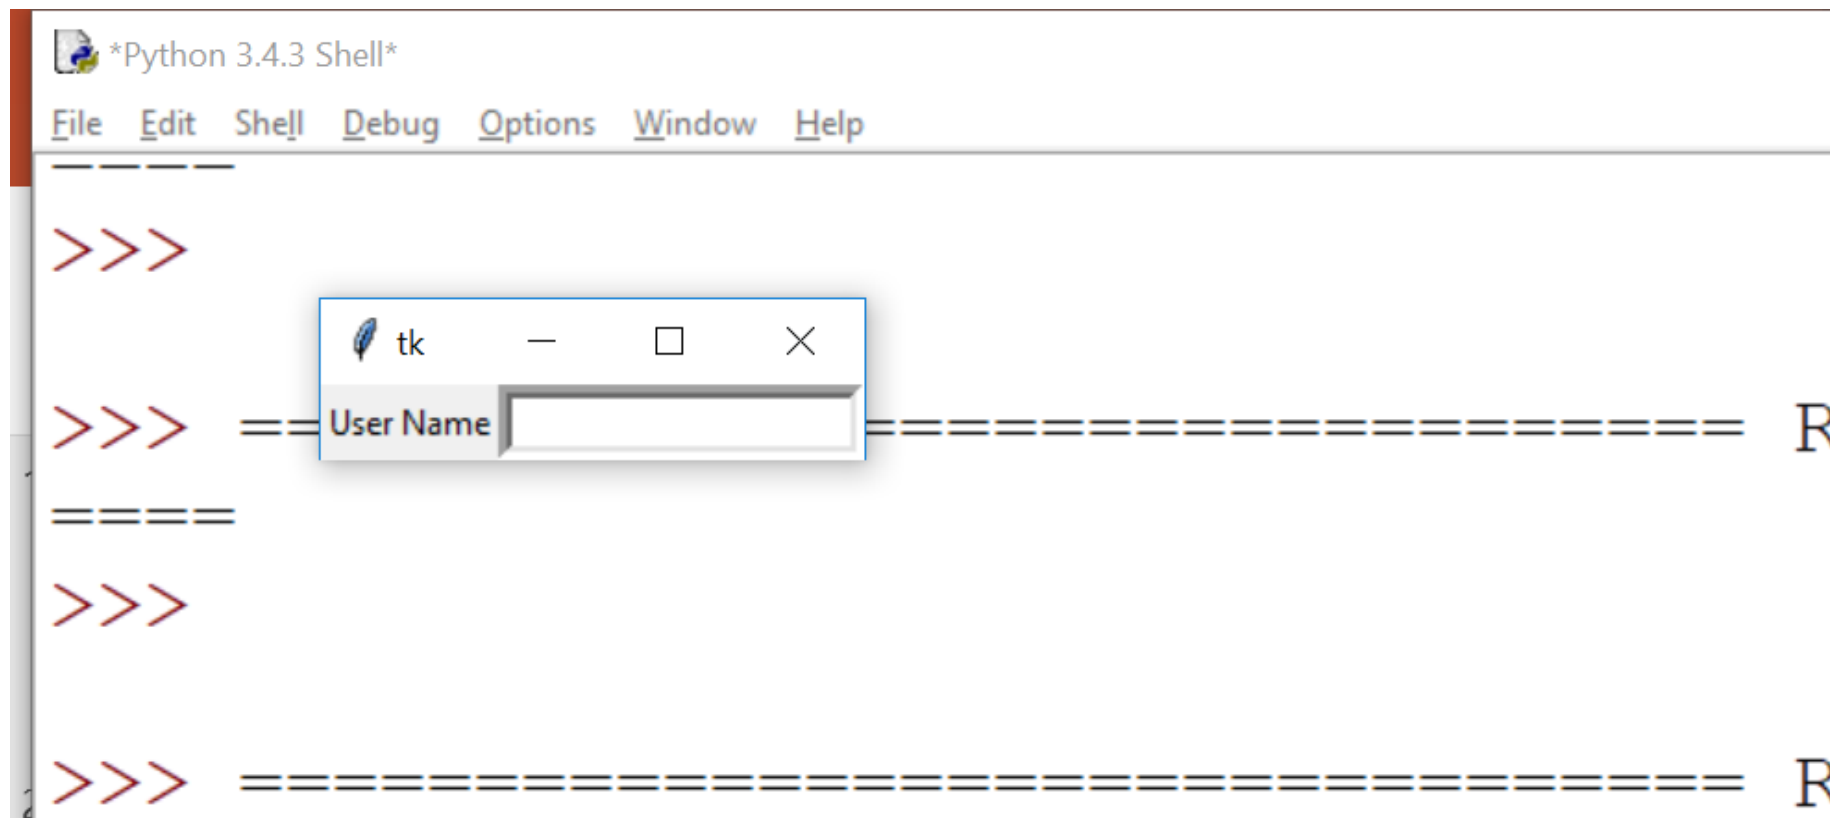 *Python 3.4.3 Shell*
File Edit Shell Debug Options Window Help
====
>>>
tk
User Name
>>> ================================ R
====
>>>
>>> ================================ R